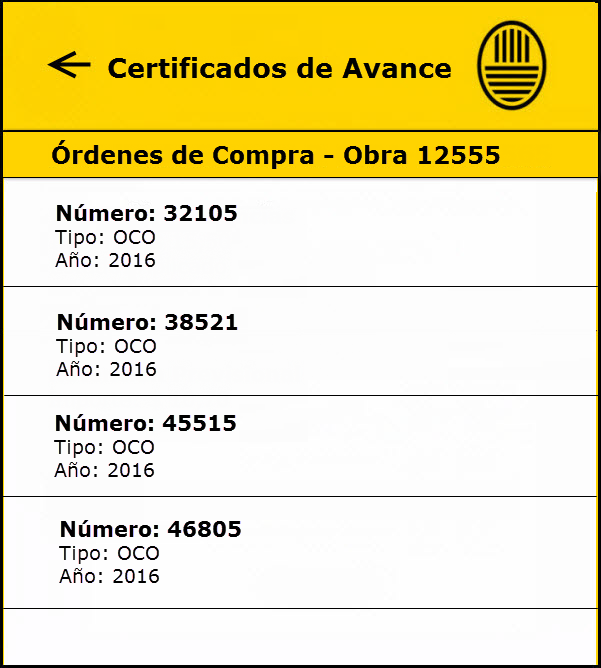 Certificados de Avance
Órdenes de Compra - Obra 12555
Número: 32105
Tipo: OCO
Año: 2016
Número: 38521
Tipo: OCO
Año: 2016
Número: 45515
Tipo: OCO
Año: 2016
Número: 46805
Tipo: OCO
Año: 2016